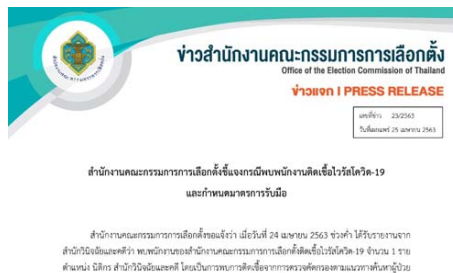 ข่าวสำนักงานคณะกรรมการการเลือกตั้ง
Office of the Election Commission of Thailand
ข่าวแจก | PRESS RELEASE
เลขที่ข่าว 23/2563
วันที่เผยแพร่ 25 เมษายน 2563
สำนักงานคณะกรรมการการเลือกตั้งชี้แจงกรณีพบพนักงานติดเชื้อไวรัสโควิด-19
และกำหนดมาตรการรับมือ
สำนักงานคณะกรรมการการเลือกตั้งขอแจ้งว่า เมื่อวันที่ 24 เมษายน 2563 ช่วงค่ำ ได้รับรายงานจาก
สำนักวินิจฉัยและคดีว่า พบพนักงานของสำนักงานคณะกรรมการการเลือกตั้งติดเชื้อไวรัสโควิด-19 จำนวน 1 ราย
ตำแหน่ง นิติกร สำนักวินิจฉัยและคดี โดยเป็นการพบการติดเชื้อจากการตรวจคัดกรองตามแนวทางค้นหาผู้ป่วย